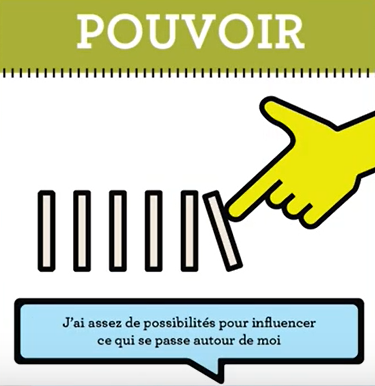 POUVOIR
J'ai assez de possibilités pour influencer
ce qui se passe autour de moi